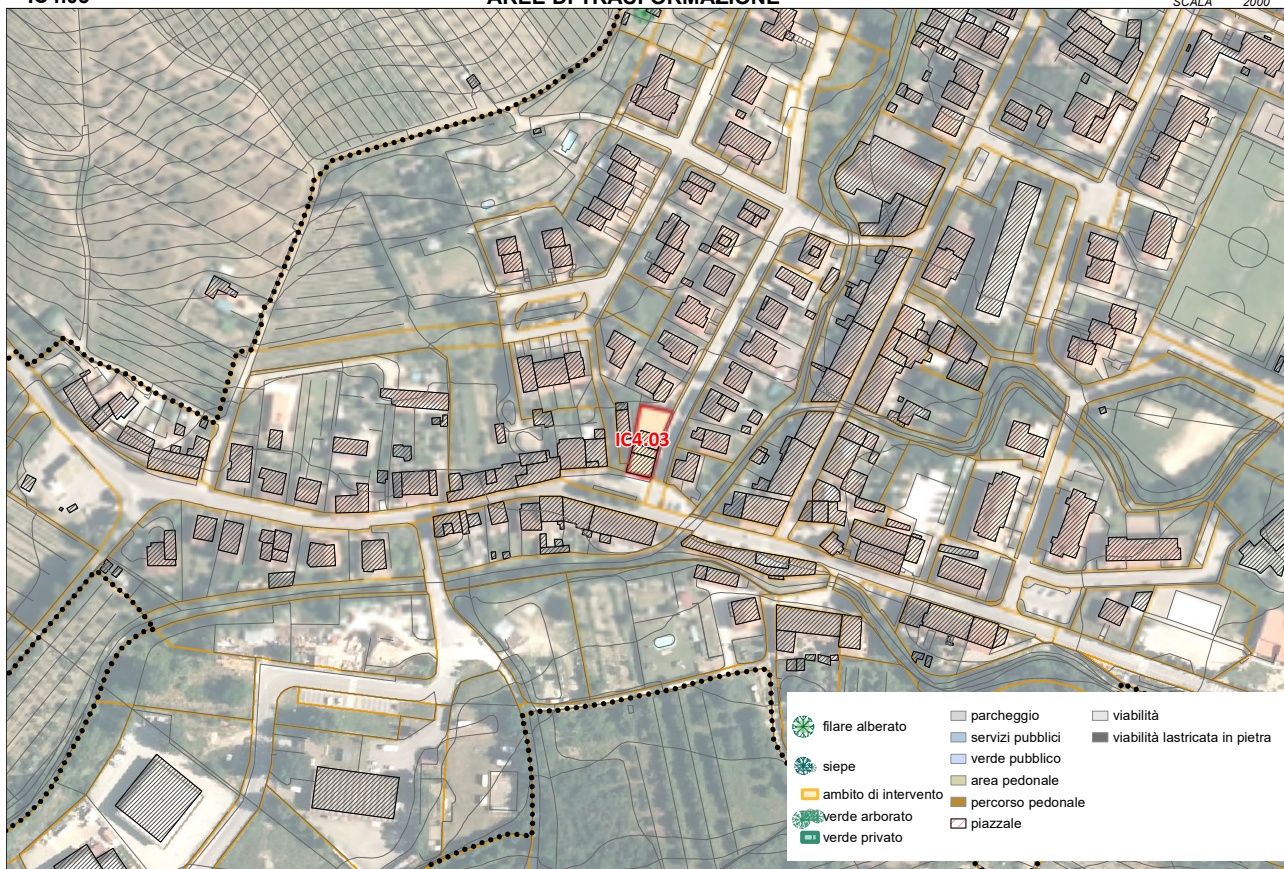 AREE DI TRASFORMAZIONE
SCALA 2000
IC4.03
filare alberato
siepe
ambito di intervento
verde arborato
verde privato
parcheggio
servizi pubblici
verde pubblico
area pedonale
percorso pedonale
piazzale
viabilità
viabilità lastricata in pietra